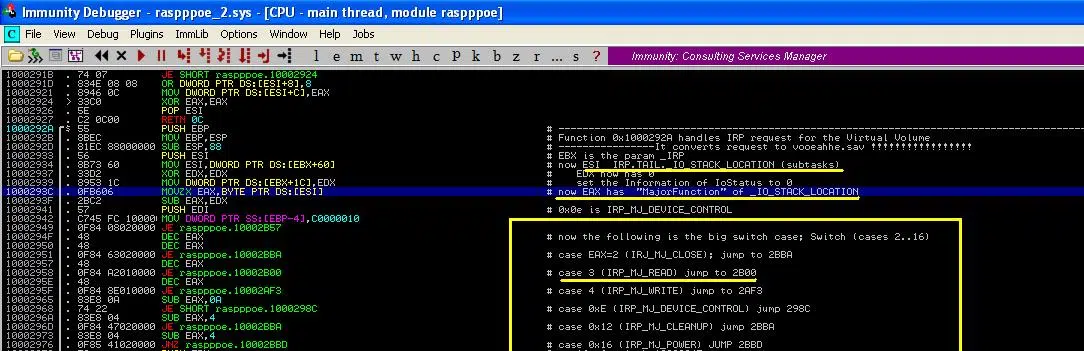 Immunity Debugger - raspppoe_2.sys - [CPU - main thread, module raspppoe]
C File View Debug Plugins ImmLib Options Window Help Jobs
l e m t w h c p k b z r ... s ? Immunity: Consulting Services Manager
1000291B . 74 07 JE SHORT raspppoe.10002924
1000291D . 834E 08 08 OR DWORD PTR DS:[ESI+8],8
10002921 . 8946 0C MOV DWORD PTR DS:[ESI+C],EAX
10002924 > 33C0 XOR EAX,EAX
10002926 . 5E POP ESI
10002927 . C2 0C00 RETN 0C
1000292A $ 55 PUSH EBP # --------------------------------------------------
1000292B . 8BEC MOV EBP,ESP # Function 0x1000292A handles IRP request for the Virtual Volume
1000292D . 81EC 88000000 SUB ESP,88 # ---------------It converts request to vooeahhe.sav !!!!!!!!!!!!!!!!!
10002933 . 56 PUSH ESI # EBX is the param _IRP
10002934 . 8B73 60 MOV ESI,DWORD PTR DS:[EBX+60] # now ESI _IRP.TAIL._IO_STACK_LOCATION (subtasks)
10002937 . 33D2 XOR EDX,EDX # EDX now has 0
10002939 . 8953 1C MOV DWORD PTR DS:[EBX+1C],EDX # set the Information of IoStatus to 0
1000293C . 0FB606 MOVZX EAX,BYTE PTR DS:[ESI] # now EAX has "MajorFunction" of _IO_STACK_LOCATION
1000293F . 2BC2 SUB EAX,EDX
10002941 . 57 PUSH EDI # 0x0e is IRP_MJ_DEVICE_CONTROL
10002942 . C745 FC 100000 MOV DWORD PTR SS:[EBP-4],C0000010
10002949 . 0F84 08020000 JE raspppoe.10002B57
1000294F . 48 DEC EAX # now the following is the big switch case; Switch (cases 2..16)
10002950 . 48 DEC EAX
10002951 . 0F84 63020000 JE raspppoe.10002BBA # case EAX=2 (IRJ_MJ_CLOSE); jump to 2BBA
10002957 . 48 DEC EAX
10002958 . 0F84 A2010000 JE raspppoe.10002B00 # case 3 (IRP_MJ_READ) jump to 2B00
1000295E . 48 DEC EAX
1000295F . 0F84 8E010000 JE raspppoe.10002AF3 # case 4 (IRP_MJ_WRITE) jump to 2AF3
10002965 . 83E8 0A SUB EAX,0A
10002968 . 74 22 JE SHORT raspppoe.1000298C # case 0xE (IRP_MJ_DEVICE_CONTROL) jump 298C
1000296A . 83E8 04 SUB EAX,4
1000296D . 0F84 47020000 JE raspppoe.10002BBA # case 0x12 (IRP_MJ_CLEANUP) jump 2BBA
10002973 . 83E8 04 SUB EAX,4
10002976 . 0F85 41020000 JNZ raspppoe.10002BBD # case 0x16 (IRP_MJ_POWER) JUMP 2BBD